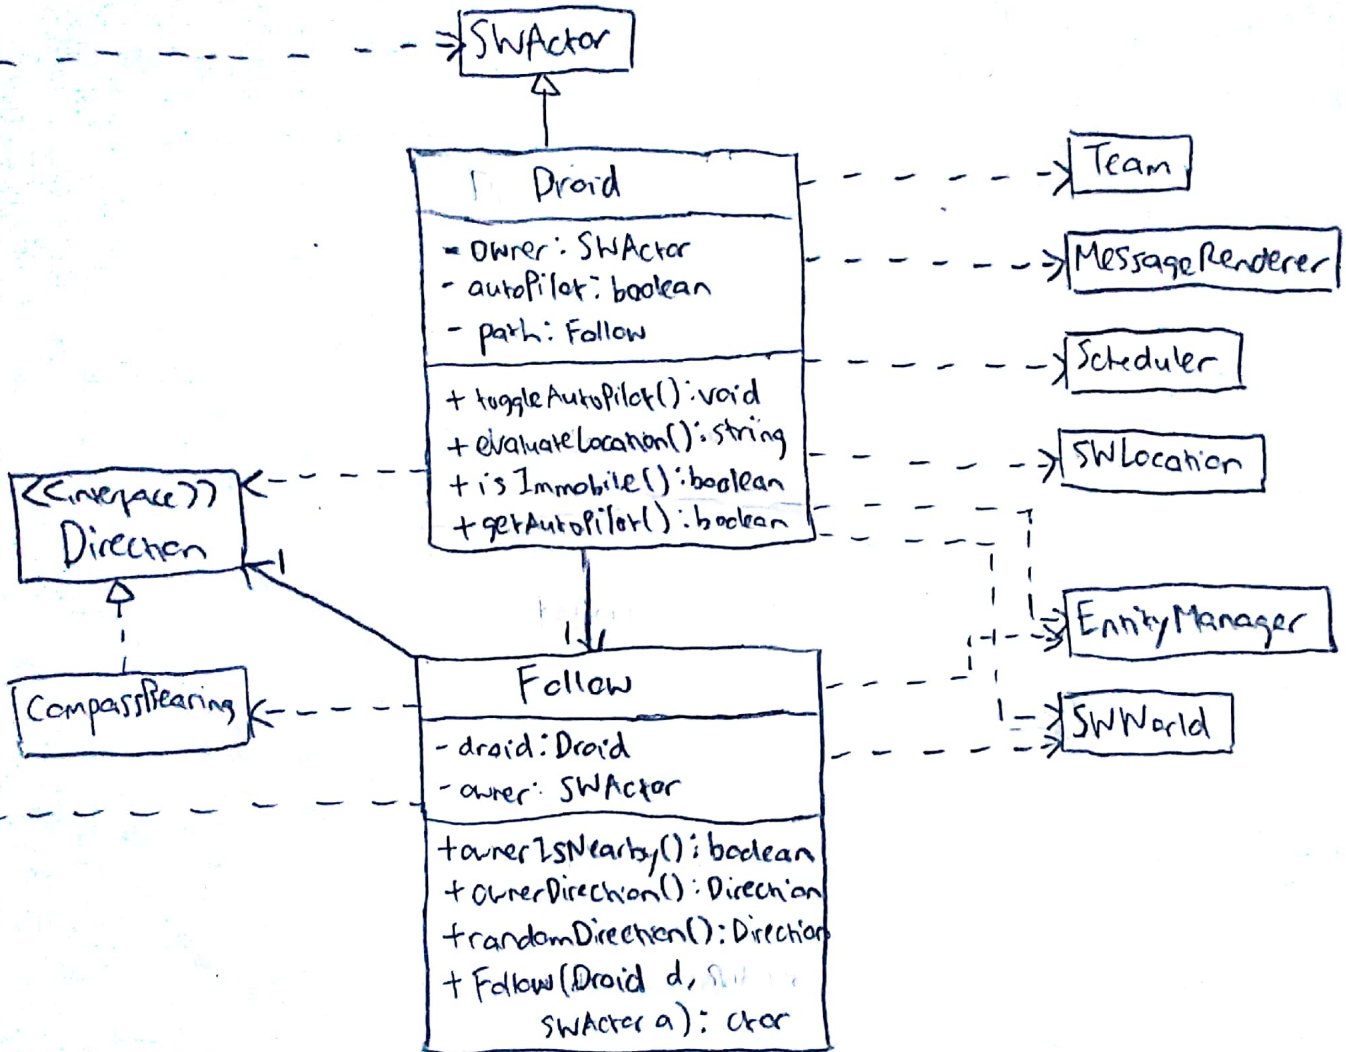 SWActor
Droid
- owner: SWActor
- autoPilot: boolean
- path: Follow
+ toggleAutoPilot(): void
+ evaluateLocation(): string
+ isImmobile(): boolean
+ getAutoPilot(): boolean
Team
MessageRenderer
Scheduler
SWLocation
EntityManager
SWWorld
<<interface>>
Direction
1
CompassBearing
1
Follow
- droid: Droid
- owner: SWActor
+ ownerIsNearby(): boolean
+ ownerDirection(): Direction
+ randomDirection(): Direction
+ Follow(Droid d,
SWActor a): ctor